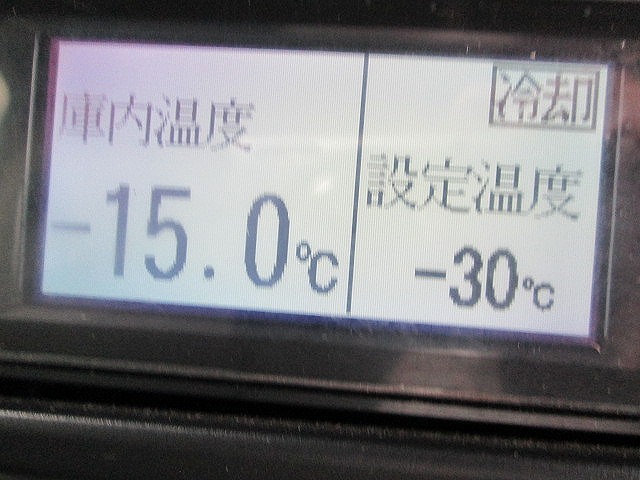 庫内温度
-15.0℃
冷却
設定温度
-30℃